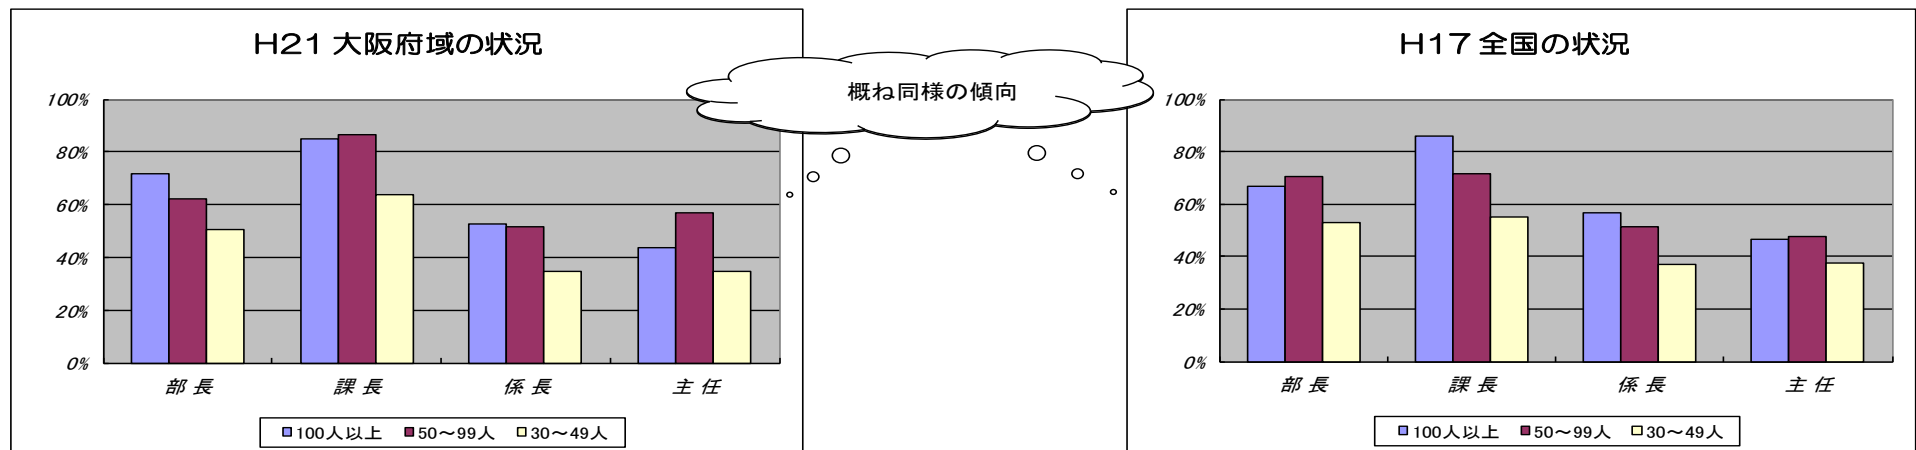 H21 大阪府域の状況
100%
80%
60%
40%
20%
0%
部 長 課 長 係 長 主 任
100人以上 50～99人 30～49人
概ね同様の傾向
H17 全国の状況
100%
80%
60%
40%
20%
0%
部 長 課 長 係 長 主 任
100人以上 50～99人 30～49人